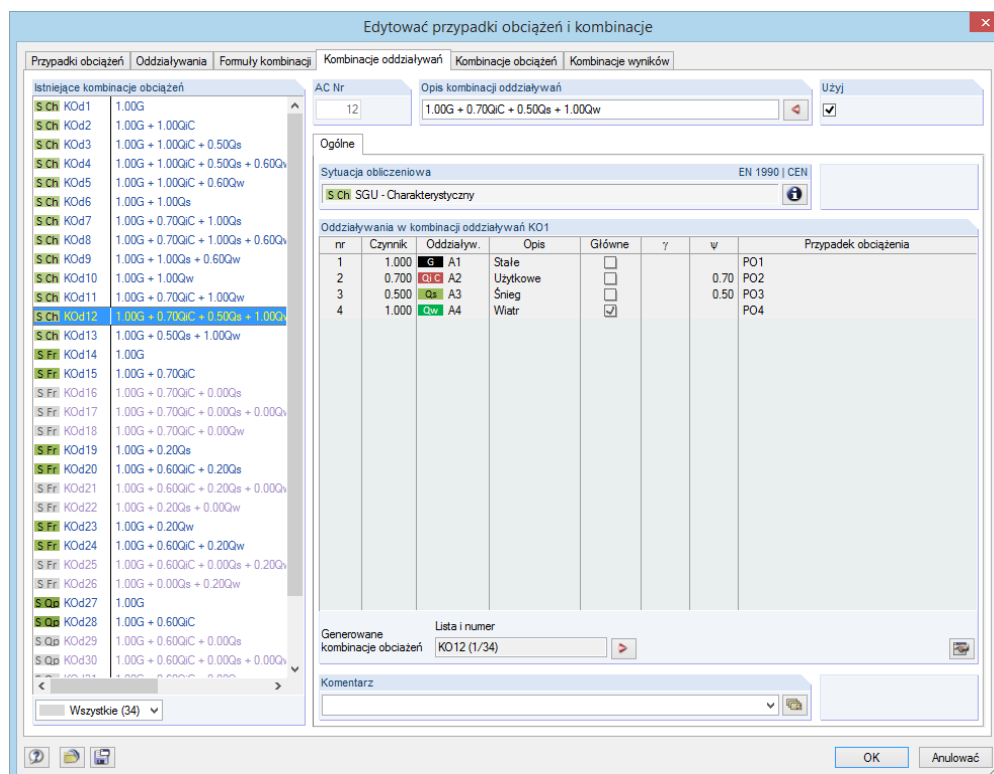 Edytować przypadki obciążeń i kombinacje
Przypadki obciążeń Oddziaływania Formuły kombinacji Kombinacje oddziaływań Kombinacje obciążeń Kombinacje wyników
Istniejące kombinacje obciążeń
S Ch KOd1 1.00G
S Ch KOd2 1.00G + 1.00QiC
S Ch KOd3 1.00G + 1.00QiC + 0.50Qs
S Ch KOd4 1.00G + 1.00QiC + 0.50Qs + 0.60Qw
S Ch KOd5 1.00G + 1.00QiC + 0.60Qw
S Ch KOd6 1.00G + 1.00Qs
S Ch KOd7 1.00G + 0.70QiC + 1.00Qs
S Ch KOd8 1.00G + 0.70QiC + 1.00Qs + 0.60Qw
S Ch KOd9 1.00G + 1.00Qs + 0.60Qw
S Ch KOd10 1.00G + 1.00Qw
S Ch KOd11 1.00G + 0.70QiC + 1.00Qw
S Ch KOd12 1.00G + 0.70QiC + 0.50Qs + 1.00Qw
S Ch KOd13 1.00G + 0.50Qs + 1.00Qw
S Fr KOd14 1.00G
S Fr KOd15 1.00G + 0.70QiC
S Fr KOd16 1.00G + 0.70QiC + 0.00Qs
S Fr KOd17 1.00G + 0.70QiC + 0.00Qs + 0.00Qw
S Fr KOd18 1.00G + 0.70QiC + 0.00Qw
S Fr KOd19 1.00G + 0.20Qs
S Fr KOd20 1.00G + 0.60QiC + 0.20Qs
S Fr KOd21 1.00G + 0.60QiC + 0.20Qs + 0.00Qw
S Fr KOd22 1.00G + 0.20Qs + 0.00Qw
S Fr KOd23 1.00G + 0.20Qw
S Fr KOd24 1.00G + 0.60QiC + 0.20Qw
S Fr KOd25 1.00G + 0.60QiC + 0.00Qs + 0.20Qw
S Fr KOd26 1.00G + 0.00Qs + 0.20Qw
S Qp KOd27 1.00G
S Qp KOd28 1.00G + 0.60QiC
S Qp KOd29 1.00G + 0.60QiC + 0.00Qs
S Qp KOd30 1.00G + 0.60QiC + 0.00Qs + 0.00Qw
Wszystkie (34)
AC Nr
12
Opis kombinacji oddziaływań
1.00G + 0.70QiC + 0.50Qs + 1.00Qw
Użyj
Ogólne
Sytuacja obliczeniowa EN 1990 | CEN
S Ch SGU - Charakterystyczny
Oddziaływania w kombinacji oddziaływań KO1
nr Czynnik Oddziaływ. Opis Główne γ ψ Przypadek obciążenia
1 1.000 G A1 Stałe PO1
2 0.700 Qi C A2 Użytkowe 0.70 PO2
3 0.500 Qs A3 Śnieg 0.50 PO3
4 1.000 Qw A4 Wiatr PO4
Lista i numer
Generowane
kombinacje obciażeń KO12 (1/34)
Komentarz
OK Anulować